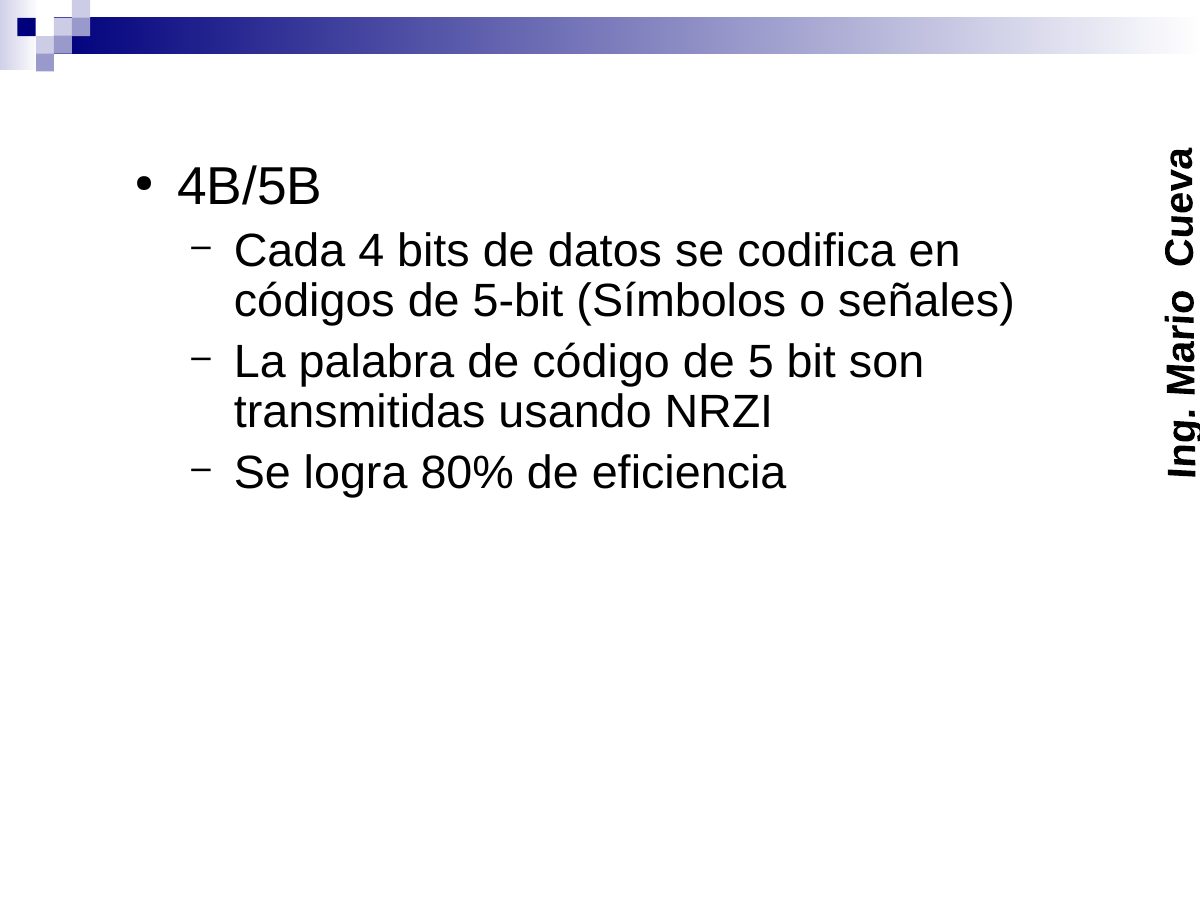 • 4B/5B
– Cada 4 bits de datos se codifica en
códigos de 5-bit (Símbolos o señales)
– La palabra de código de 5 bit son
transmitidas usando NRZI
– Se logra 80% de eficiencia
Ing. Mario Cueva